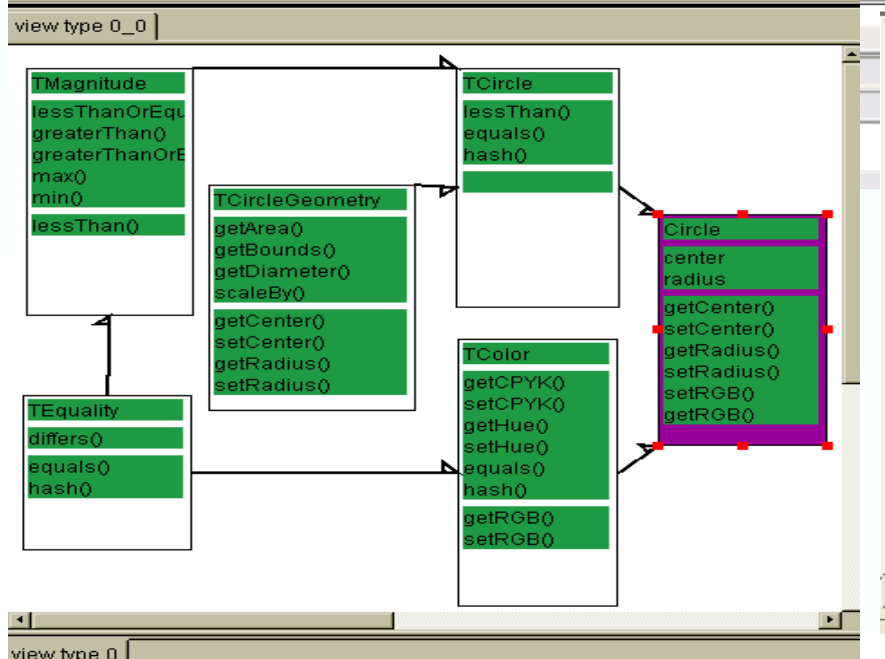 view type 0_0
TMagnitude
lessThanOrEqu
greaterThan()
greaterThanOrE
max()
min()
lessThan()
TCircleGeometry
getArea()
getBounds()
getDiameter()
scaleBy()
getCenter()
setCenter()
getRadius()
setRadius()
TEquality
differs()
equals()
hash()
TCircle
lessThan()
equals()
hash()
TColor
getCPYK()
setCPYK()
getHue()
setHue()
equals()
hash()
getRGB()
setRGB()
Circle
center
radius
getCenter()
setCenter()
getRadius()
setRadius()
setRGB()
getRGB()
view type 0